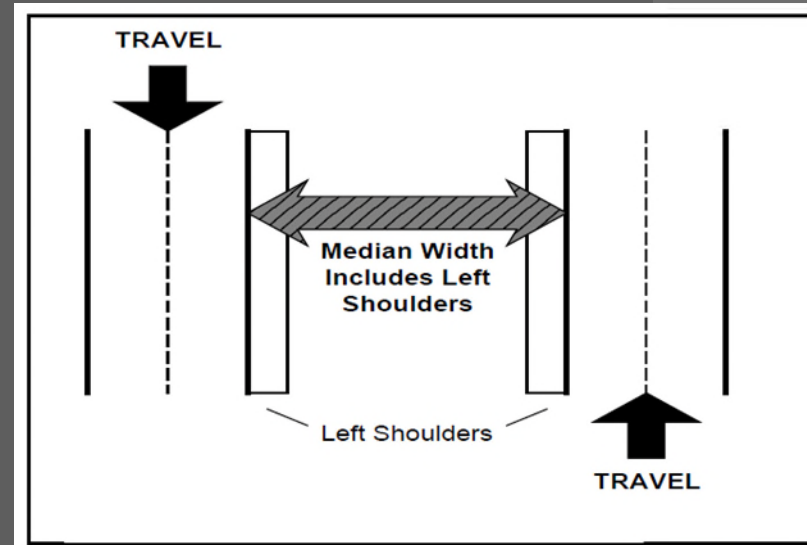 TRAVEL
Median Width
Includes Left
Shoulders
Left Shoulders
TRAVEL